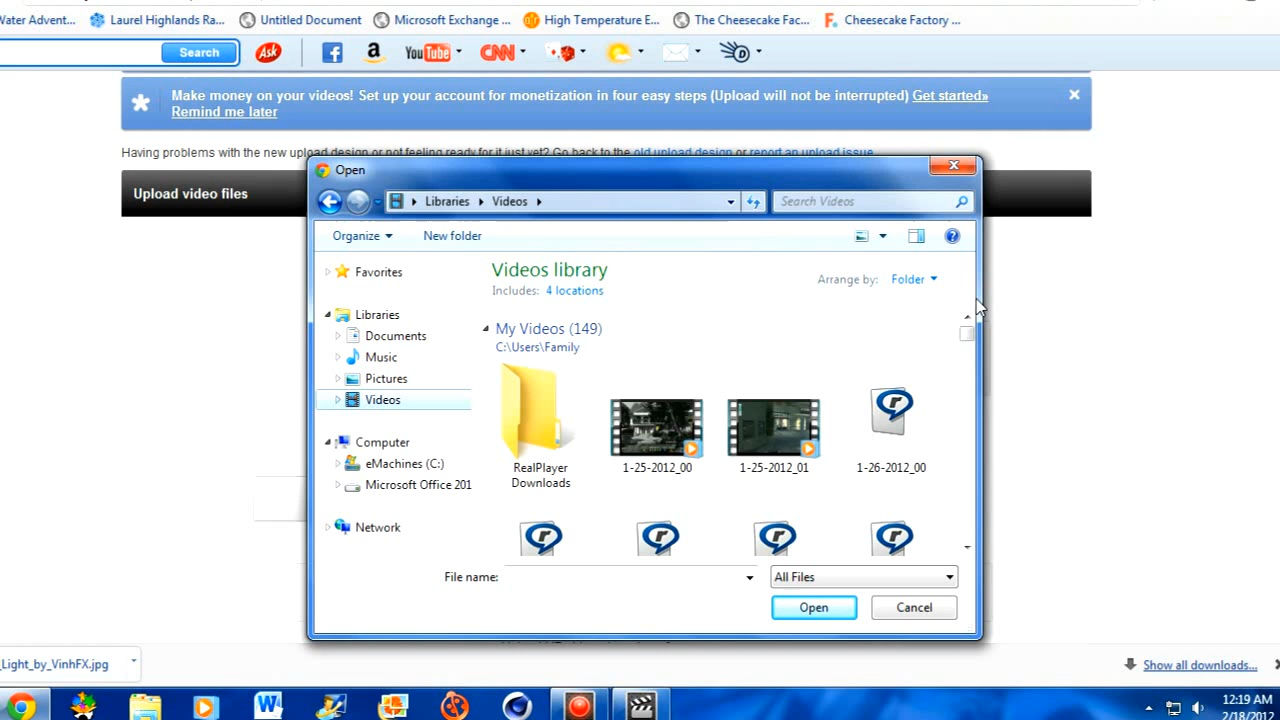 Water Advent... Laurel Highlands Ra... Untitled Document Microsoft Exchange ... High Temperature E... The Cheesecake Fac... Cheesecake Factory ...
Search Ask f a YouTube CNN
Make money on your videos! Set up your account for monetization in four easy steps (Upload will not be interrupted) Get started»
Remind me later
Having problems with the new upload design or not feeling ready for it just yet? Go back to the old upload design or report an upload issue.
Open
Upload video files
Libraries Videos
Search Videos
Organize New folder
Favorites
Libraries
Documents
Music
Pictures
Videos
Computer
eMachines (C:)
Microsoft Office 201
Network
Videos library
Includes: 4 locations
Arrange by: Folder
My Videos (149)
C:\Users\Family
RealPlayer
Downloads
1-25-2012_00
1-25-2012_01
1-26-2012_00
File name: All Files
Open Cancel
_Light_by_VinhFX.jpg
Show all downloads...
12:19 AM
2/18/2012